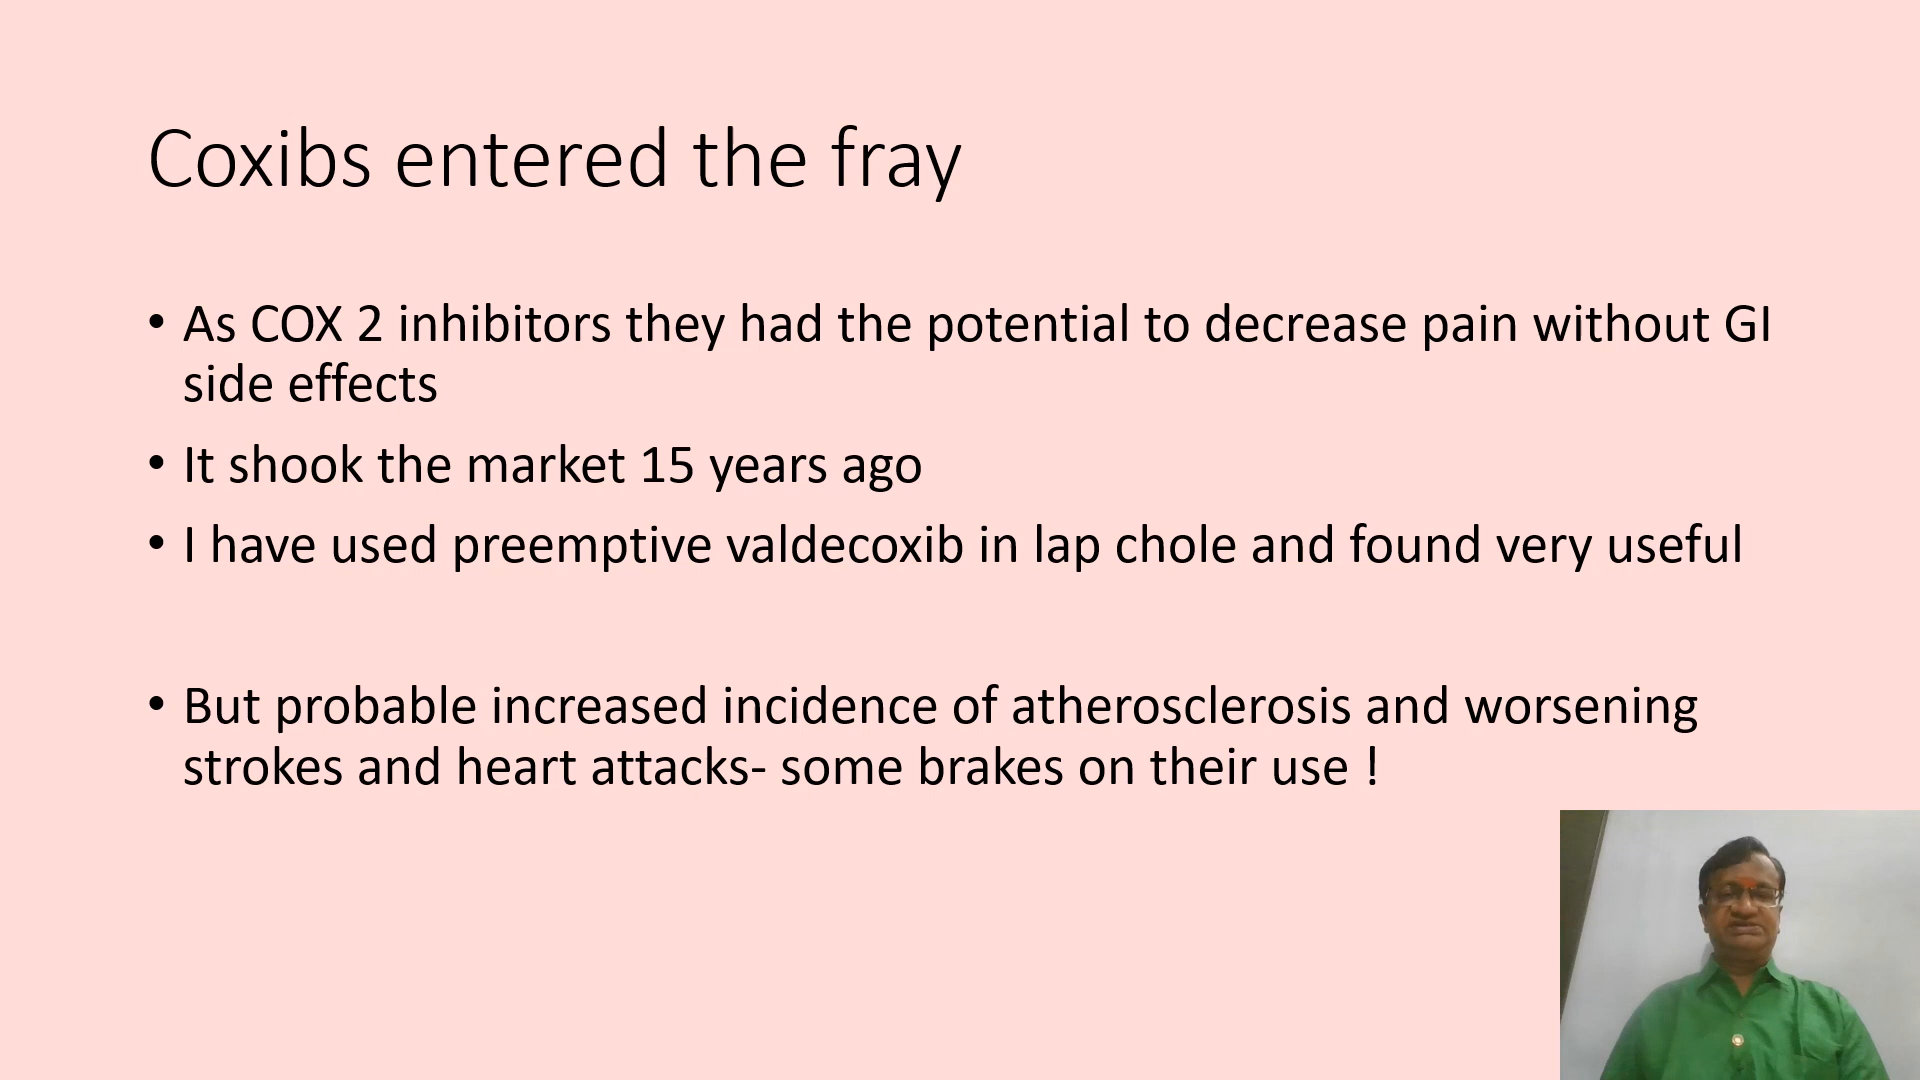 Coxibs entered the fray
• As COX 2 inhibitors they had the potential to decrease pain without GI
side effects
• It shook the market 15 years ago
• I have used preemptive valdecoxib in lap chole and found very useful
• But probable increased incidence of atherosclerosis and worsening
strokes and heart attacks- some brakes on their use !